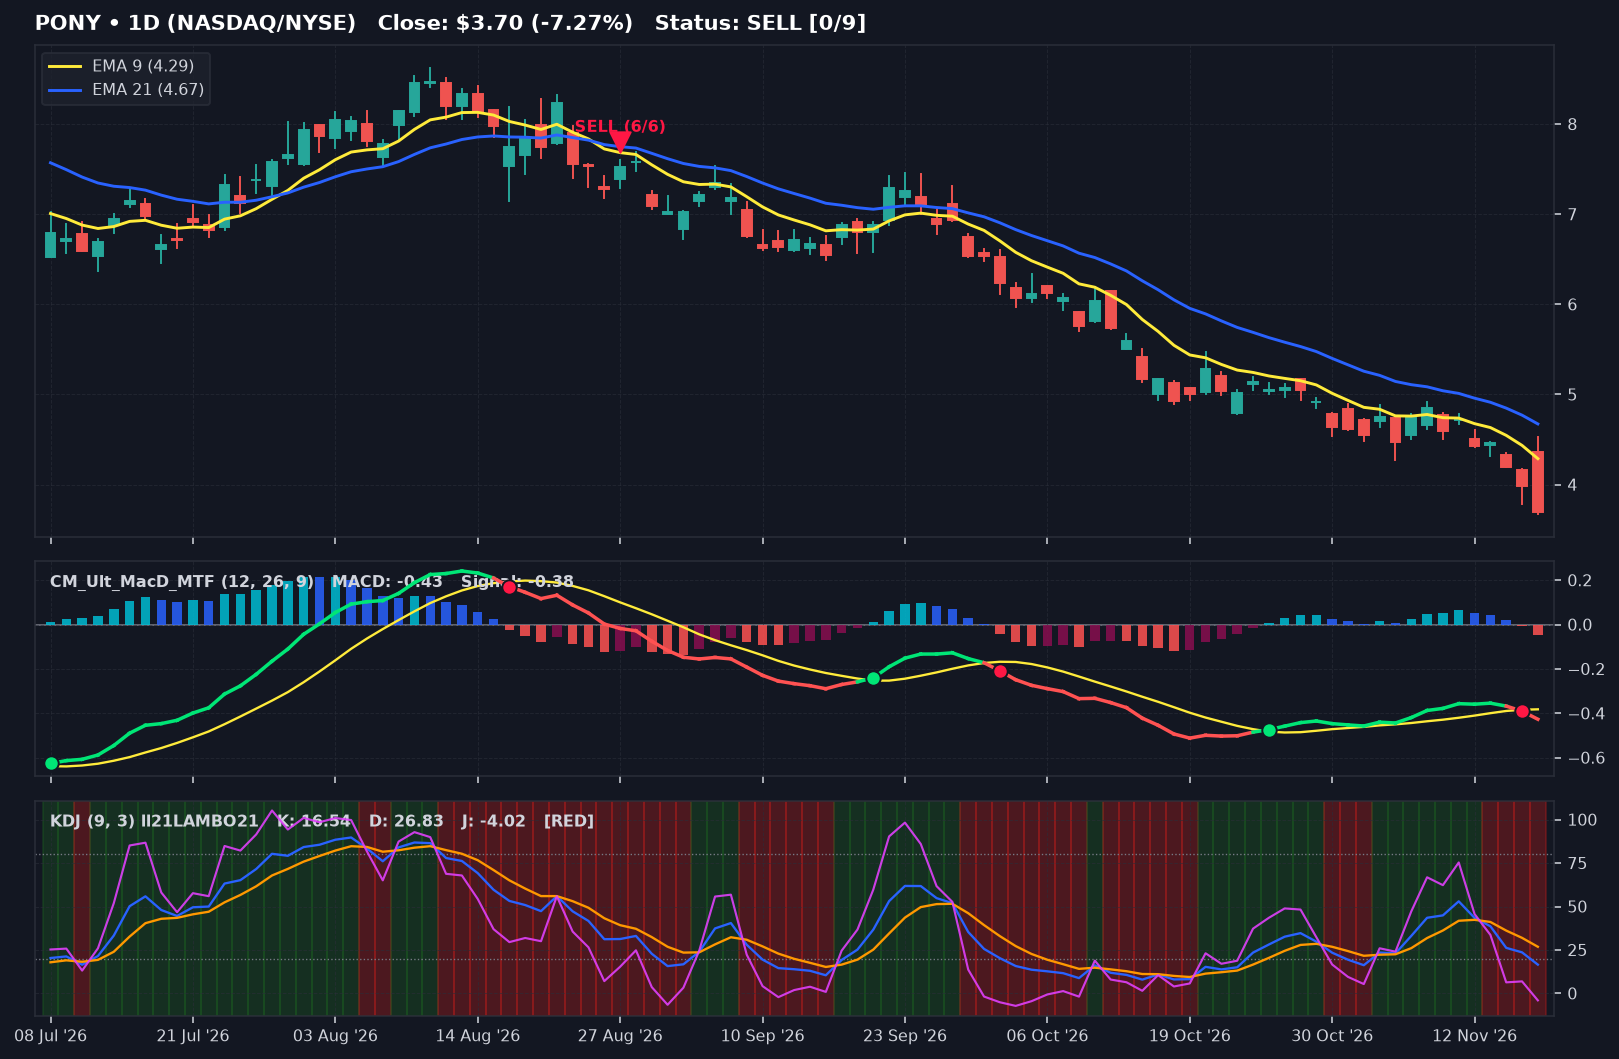 PONY • 1D (NASDAQ/NYSE)   Close: $3.70 (-7.27%)   Status: SELL [0/9]
EMA 9 (4.29)
EMA 21 (4.67)
SELL (6/6)
8
7
6
5
4
CM_Ult_MacD_MTF (12, 26, 9)   MACD: -0.43   Signal: -0.38
0.2
0.0
−0.2
−0.4
−0.6
KDJ (9, 3) II21LAMBO21   K: 16.54   D: 26.83   J: -4.02   [RED]
100
75
50
25
0
08 Jul '26
21 Jul '26
03 Aug '26
14 Aug '26
27 Aug '26
10 Sep '26
23 Sep '26
06 Oct '26
19 Oct '26
30 Oct '26
12 Nov '26